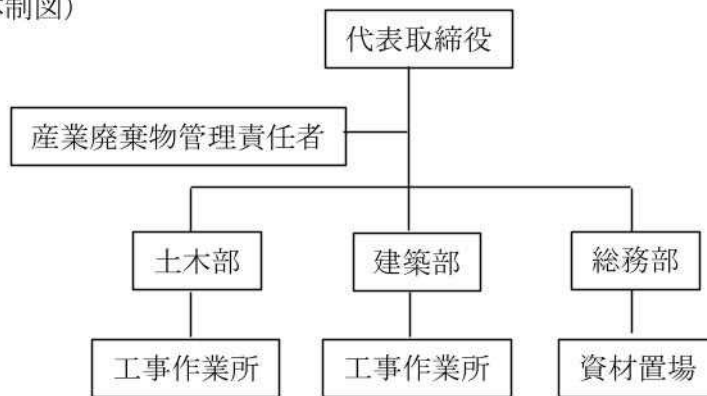 制図）
代表取締役
産業廃棄物管理責任者
土木部 建築部 総務部
工事作業所 工事作業所 資材置場